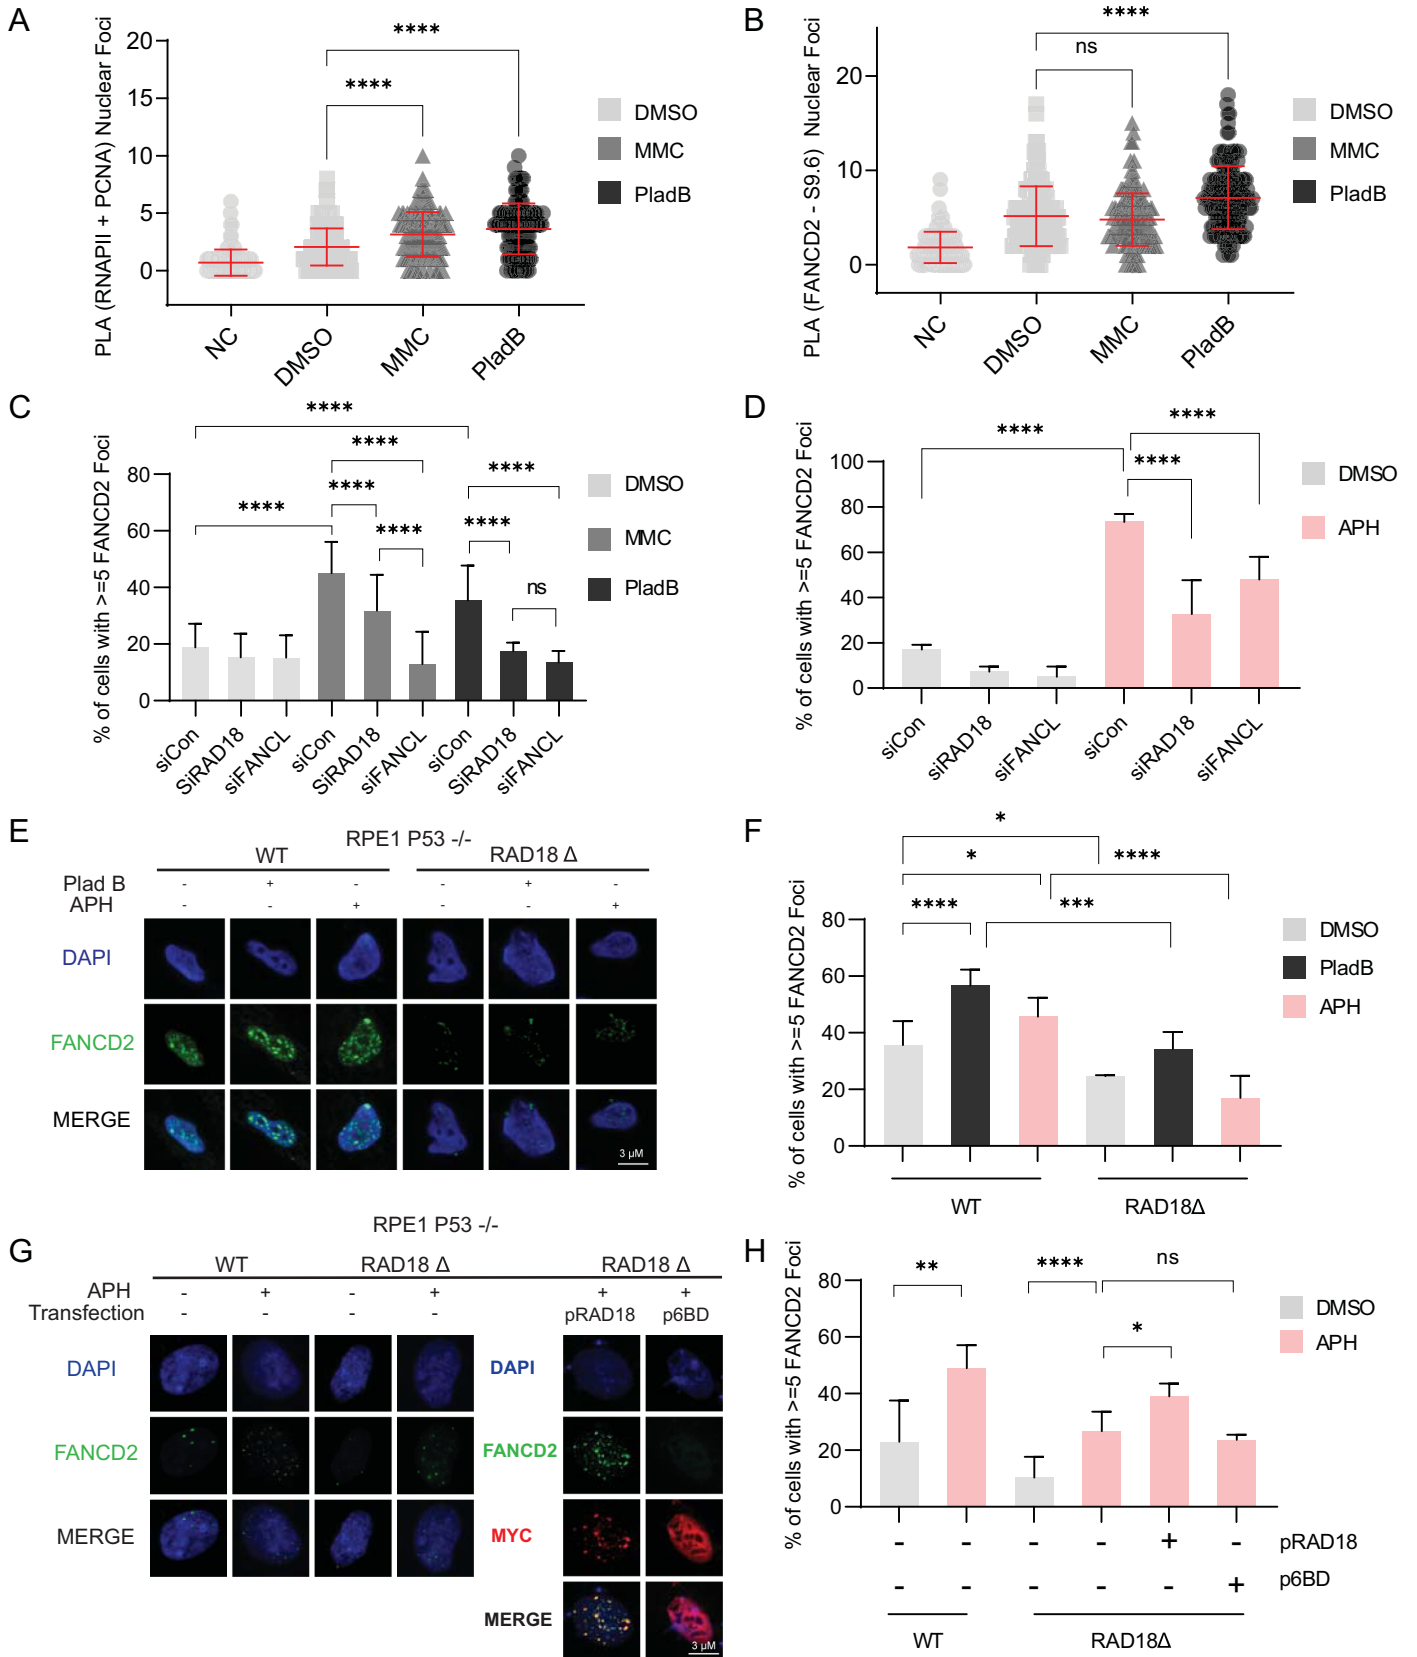 A
PLA (RNAPII + PCNA) Nuclear Foci
20
15
10
5
0
****
****
NC
DMSO
MMC
PladB
DMSO
MMC
PladB
B
PLA (FANCD2 - S9.6) Nuclear Foci
20
10
0
****
ns
NC
DMSO
MMC
PladB
DMSO
MMC
PladB
C
% of cells with >=5 FANCD2 Foci
80
60
40
20
0
****
****
****
****
****
****
****
ns
siCon
SiRAD18
siFANCL
siCon
SiRAD18
siFANCL
siCon
SiRAD18
siFANCL
DMSO
MMC
PladB
D
% of cells with >=5 FANCD2 Foci
100
80
60
40
20
0
****
****
****
siCon
siRAD18
siFANCL
siCon
siRAD18
siFANCL
DMSO
APH
E
RPE1 P53 -/-
WT RAD18 Δ
Plad B - + - - + -
APH - - + - - +
DAPI
FANCD2
MERGE
3 µM
F
% of cells with >=5 FANCD2 Foci
80
60
40
20
0
*
* ****
**** ***
WT RAD18Δ
DMSO
PladB
APH
G
RPE1 P53 -/-
WT RAD18 Δ RAD18 Δ
APH - + - + + +
Transfection - - - - pRAD18 p6BD
DAPI DAPI
FANCD2 FANCD2
MERGE MYC
MERGE
3 µM
H
% of cells with >=5 FANCD2 Foci
80
60
40
20
0
** **** ns
*
DMSO
APH
- - - - + - pRAD18
- - - - - + p6BD
WT RAD18Δ